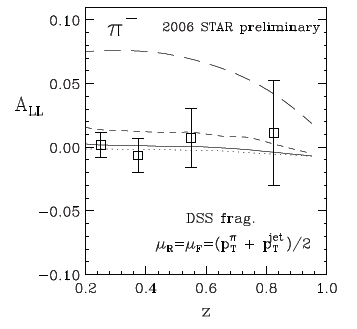 π⁻ 2006 STAR preliminary
0.10
0.05
A_LL
0.00
−0.05
DSS frag.
μ_R=μ_F=(p_T^π + p_T^jet)/2
−0.10
0.2 0.4 0.6 0.8 1.0
z